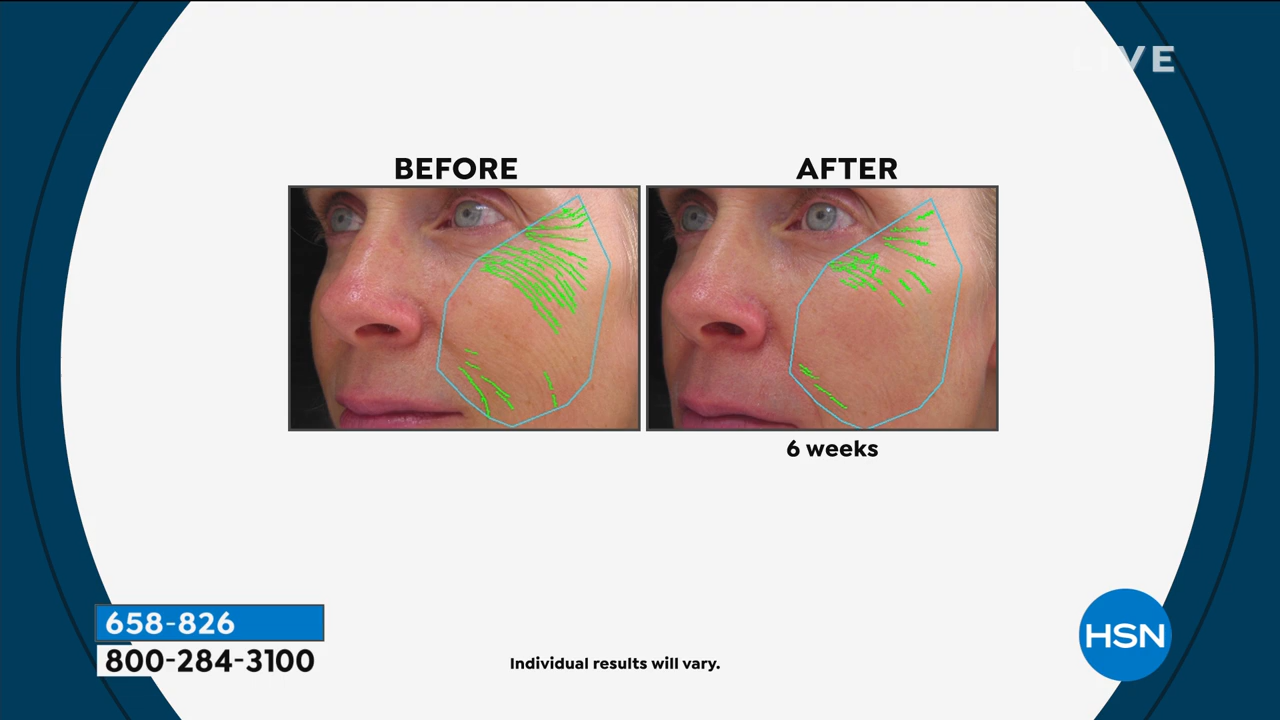 LIVE
BEFORE
AFTER
6 weeks
658-826
800-284-3100
Individual results will vary.
HSN